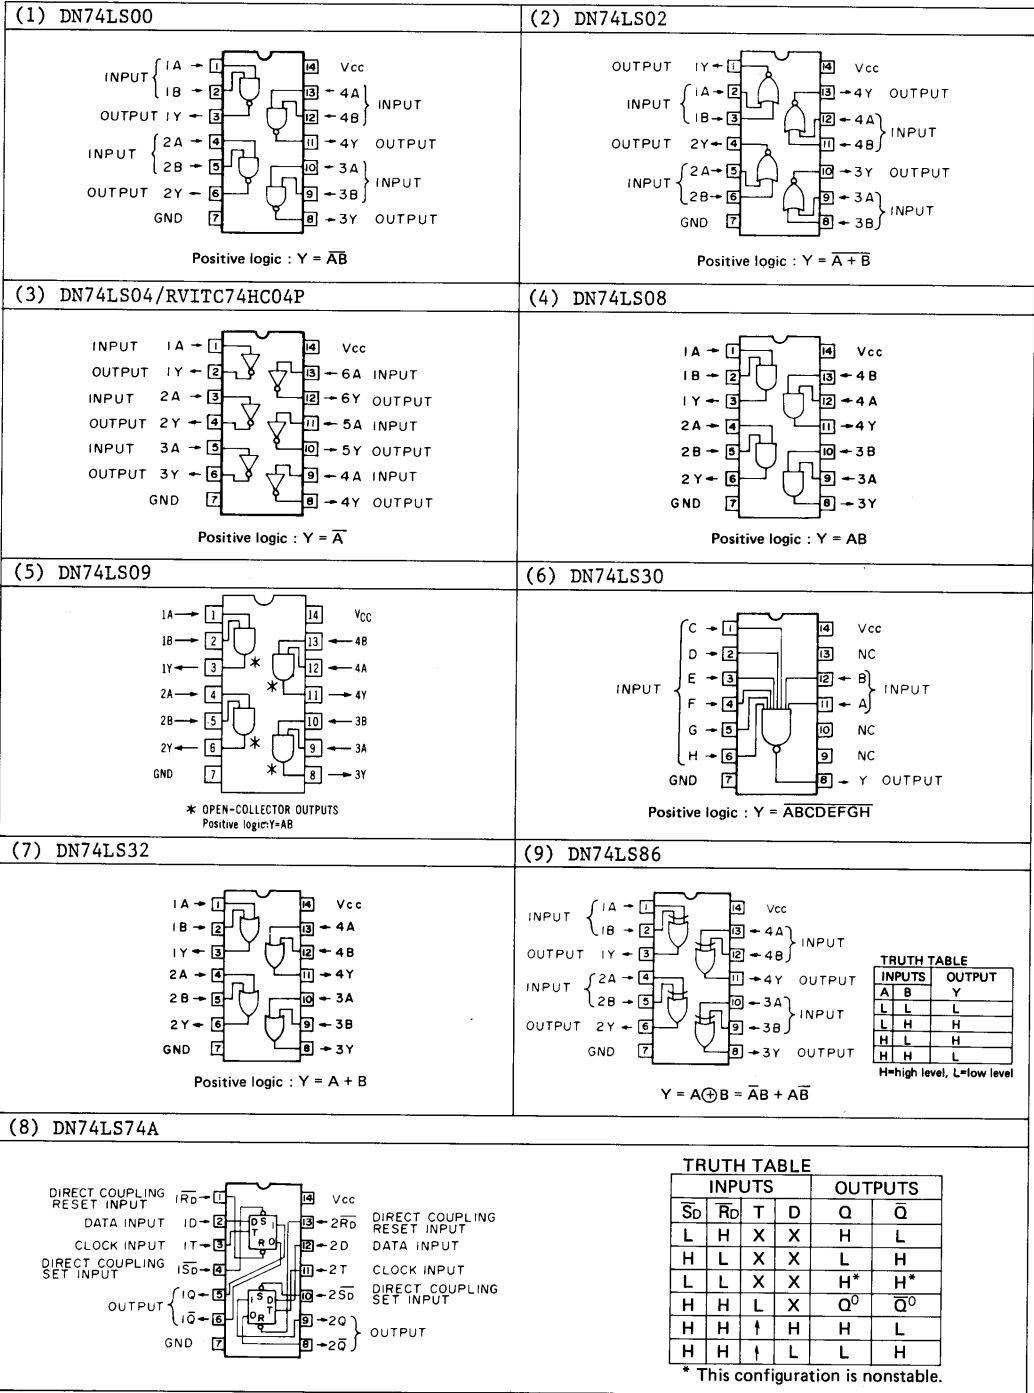 (1) DN74LS00
INPUT 1A 1 14 Vcc
1B 2 13 4A INPUT
OUTPUT 1Y 3 12 4B
INPUT 2A 4 11 4Y OUTPUT
2B 5 10 3A INPUT
OUTPUT 2Y 6 9 3B
GND 7 8 3Y OUTPUT
Positive logic : Y = A̅B̅
(2) DN74LS02
OUTPUT 1Y 1 14 Vcc
INPUT 1A 2 13 4Y OUTPUT
1B 3 12 4A INPUT
OUTPUT 2Y 4 11 4B
INPUT 2A 5 10 3Y OUTPUT
2B 6 9 3A INPUT
GND 7 8 3B
Positive logic : Y = A̅ ̅+̅ ̅B̅
(3) DN74LS04/RVITC74HC04P
INPUT 1A 1 14 Vcc
OUTPUT 1Y 2 13 6A INPUT
INPUT 2A 3 12 6Y OUTPUT
OUTPUT 2Y 4 11 5A INPUT
INPUT 3A 5 10 5Y OUTPUT
OUTPUT 3Y 6 9 4A INPUT
GND 7 8 4Y OUTPUT
Positive logic : Y = A̅
(4) DN74LS08
1A 1 14 Vcc
1B 2 13 4B
1Y 3 12 4A
2A 4 11 4Y
2B 5 10 3B
2Y 6 9 3A
GND 7 8 3Y
Positive logic : Y = AB
(5) DN74LS09
1A 1 14 VCC
1B 2 13 4B
1Y 3 * 12 4A
2A 4 * 11 4Y
2B 5 10 3B
2Y 6 * 9 3A
GND 7 * 8 3Y
* OPEN-COLLECTOR OUTPUTS
Positive logic:Y=AB
(6) DN74LS30
C 1 14 Vcc
D 2 13 NC
E 3 12 B INPUT
INPUT F 4 11 A
G 5 10 NC
H 6 9 NC
GND 7 8 Y OUTPUT
Positive logic : Y = A̅B̅C̅D̅E̅F̅G̅H̅
(7) DN74LS32
1A 1 14 Vcc
1B 2 13 4A
1Y 3 12 4B
2A 4 11 4Y
2B 5 10 3A
2Y 6 9 3B
GND 7 8 3Y
Positive logic : Y = A + B
(9) DN74LS86
INPUT 1A 1 14 Vcc
1B 2 13 4A INPUT
OUTPUT 1Y 3 12 4B
INPUT 2A 4 11 4Y OUTPUT
2B 5 10 3A INPUT
OUTPUT 2Y 6 9 3B
GND 7 8 3Y OUTPUT
Y = A⊕B = A̅B + AB̅
TRUTH TABLE
INPUTS OUTPUT
A B Y
L L L
L H H
H L H
H H L
H=high level, L=low level
(8) DN74LS74A
DIRECT COUPLING
RESET INPUT 1R̅D̅ 1 14 Vcc
DATA INPUT 1D 2 D S 1 13 2R̅D̅ DIRECT COUPLING
RESET INPUT
CLOCK INPUT 1T 3 T R O 12 2D DATA INPUT
DIRECT COUPLING
SET INPUT 1S̅D̅ 4 11 2T CLOCK INPUT
OUTPUT 1Q 5 1 S D 10 2S̅D̅ DIRECT COUPLING
SET INPUT
1Q̅ 6 O R T 9 2Q OUTPUT
GND 7 8 2Q̅
TRUTH TABLE
INPUTS OUTPUTS
S̅D R̅D T D Q Q̅
L H X X H L
H L X X L H
L L X X H* H*
H H L X Q⁰ Q̅⁰
H H ↑ H H L
H H ↑ L L H
* This configuration is nonstable.